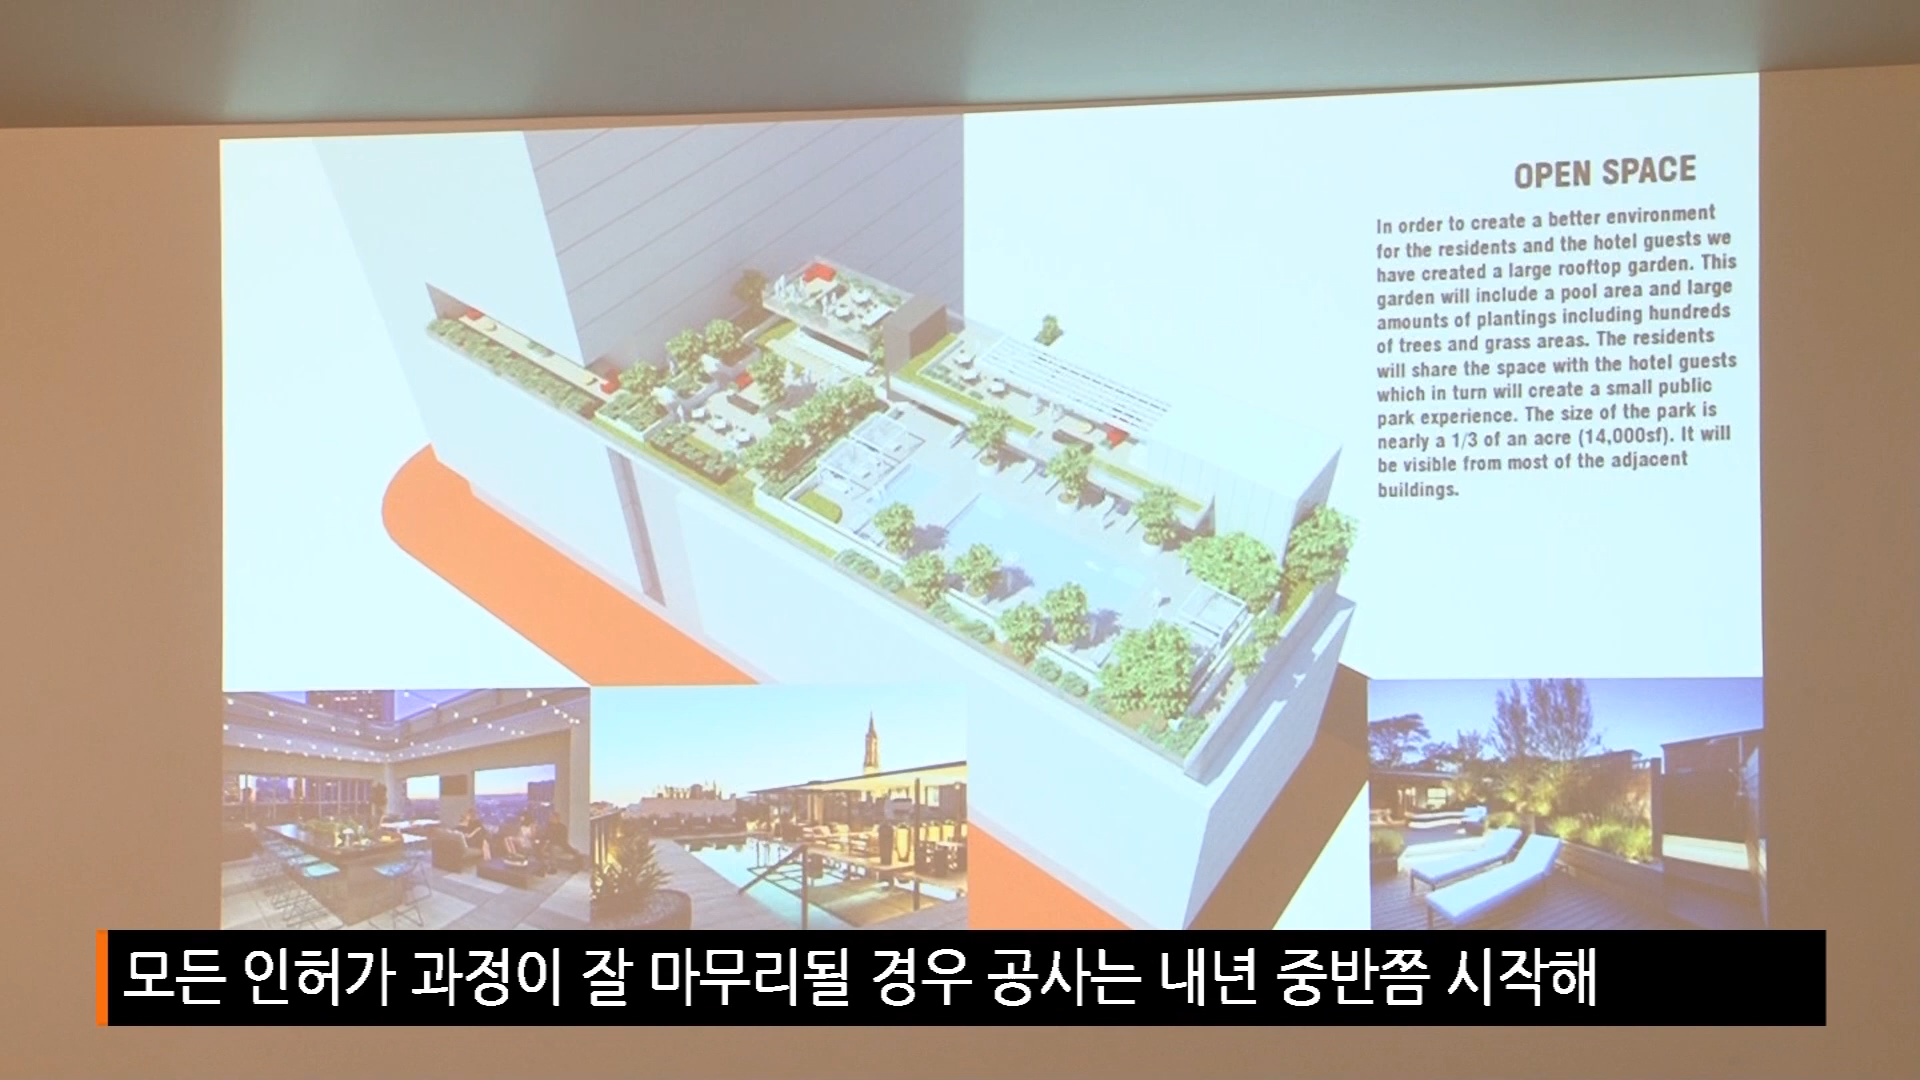 OPEN SPACE
In order to create a better environment
for the residents and the hotel guests we
have created a large rooftop garden. This
garden will include a pool area and large
amounts of plantings including hundreds
of trees and grass areas. The residents
will share the space with the hotel guests
which in turn will create a small public
park experience. The size of the park is
nearly a 1/3 of an acre (14,000sf). It will
be visible from most of the adjacent
buildings.
모든 인허가 과정이 잘 마무리될 경우 공사는 내년 중반쯤 시작해